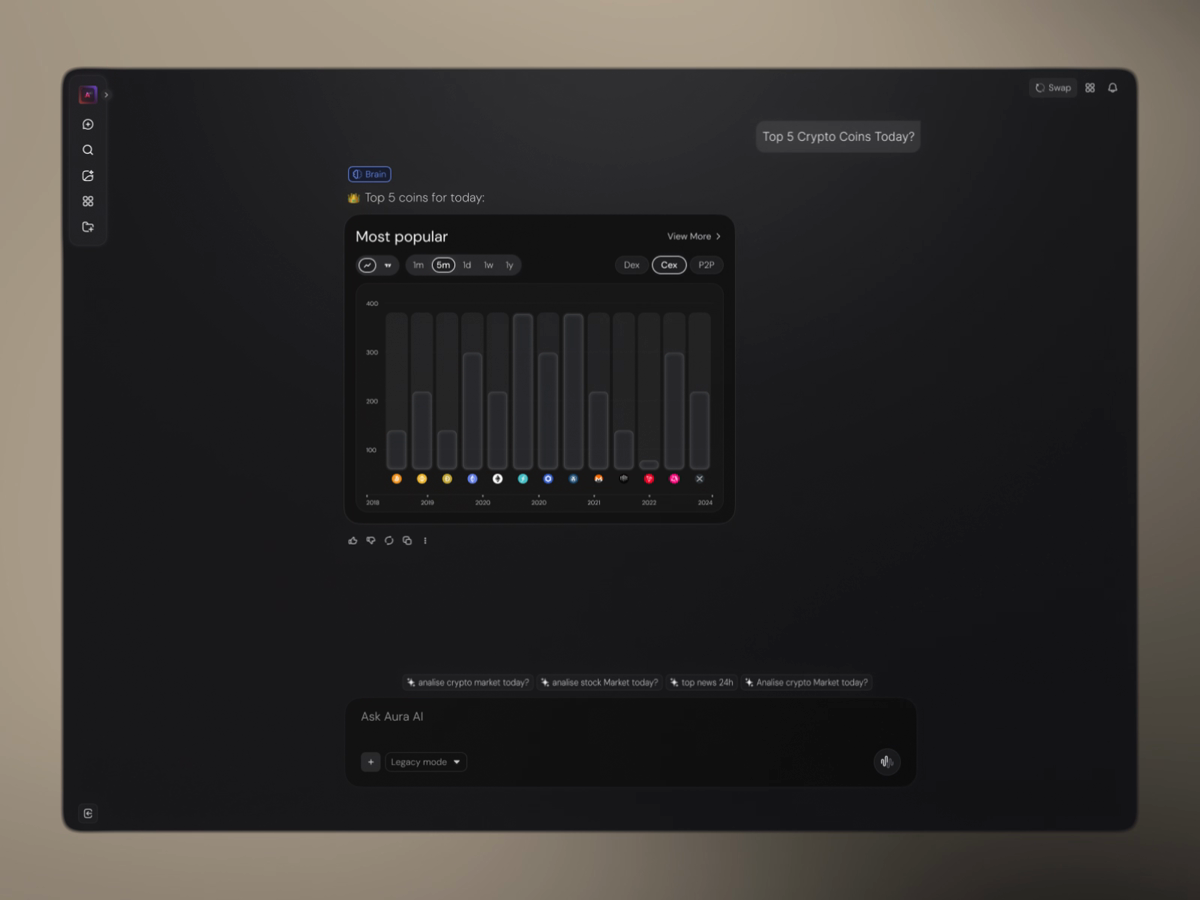 Swap
Top 5 Crypto Coins Today?
Brain
Top 5 coins for today:
Most popular
View More
1m 5m 1d 1w 1y
Dex Cex P2P
400
300
200
100
2018 2019 2020 2020 2021 2023 2024
analise crypto market today? analise stock Market today? top news 24h Analise crypto Market today?
Ask Aura AI
+ Legacy mode